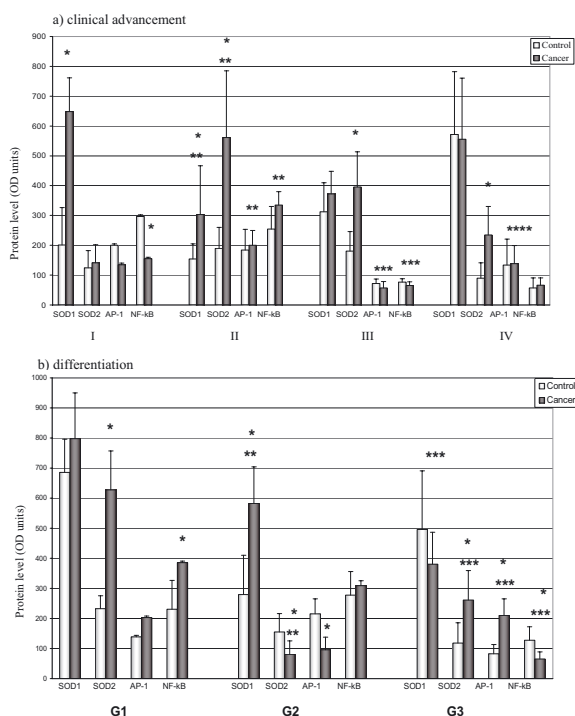 a) clinical advancement
900
800
700
600
500
400
300
200
100
0
Protein level (OD units)
Control
Cancer
*
*
*
**
*
**
**
**
*
***
***
*
****
SOD1 SOD2 AP-1 NF-kB
SOD1 SOD2 AP-1 NF-kB
SOD1 SOD2 AP-1 NF-kB
SOD1 SOD2 AP-1 NF-kB
I II III IV
b) differentiation
1000
900
800
700
600
500
400
300
200
100
0
Protein level (OD units)
Control
Cancer
*
*
*
**
*
**
*
***
*
***
*
***
*
***
SOD1 SOD2 AP-1 NF-kB
SOD1 SOD2 AP-1 NF-kB
SOD1 SOD2 AP-1 NF-kB
G1 G2 G3